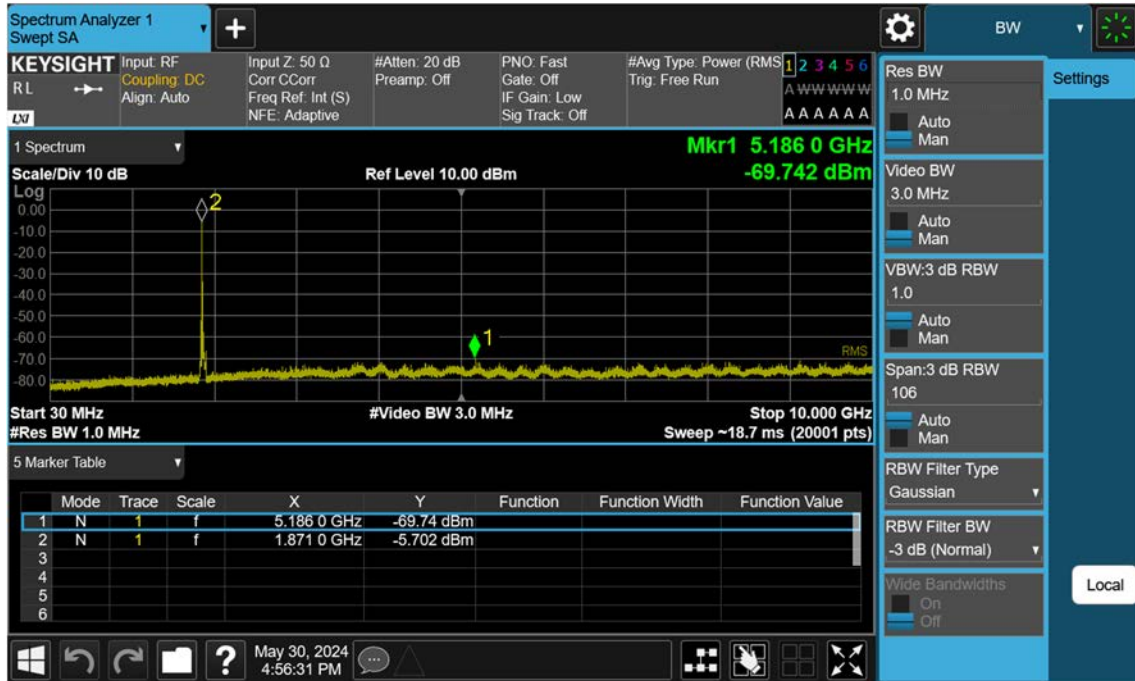 Spectrum Analyzer 1
Swept SA
BW
KEYSIGHT
R L
LXI
Input: RF
Coupling: DC
Align: Auto
Input Z: 50 Ω
Corr CCorr
Freq Ref: Int (S)
NFE: Adaptive
#Atten: 20 dB
Preamp: Off
PNO: Fast
Gate: Off
IF Gain: Low
Sig Track: Off
#Avg Type: Power (RMS
Trig: Free Run
1 2 3 4 5 6
A W W W W W
A A A A A A
1 Spectrum
Scale/Div 10 dB
Ref Level 10.00 dBm
Mkr1 5.186 0 GHz
-69.742 dBm
Log
0.00
-10.0
-20.0
-30.0
-40.0
-50.0
-60.0
-70.0
-80.0
2
1
RMS
Start 30 MHz
#Video BW 3.0 MHz
Stop 10.000 GHz
#Res BW 1.0 MHz
Sweep ~18.7 ms (20001 pts)
5 Marker Table
Mode Trace Scale X Y Function Function Width Function Value
1 N 1 f 5.186 0 GHz -69.74 dBm
2 N 1 f 1.871 0 GHz -5.702 dBm
3
4
5
6
?
May 30, 2024
4:56:31 PM
Res BW
1.0 MHz
Auto
Man
Video BW
3.0 MHz
Auto
Man
VBW:3 dB RBW
1.0
Auto
Man
Span:3 dB RBW
106
Auto
Man
RBW Filter Type
Gaussian
RBW Filter BW
-3 dB (Normal)
Wide Bandwidths
On
Off
Settings
Local